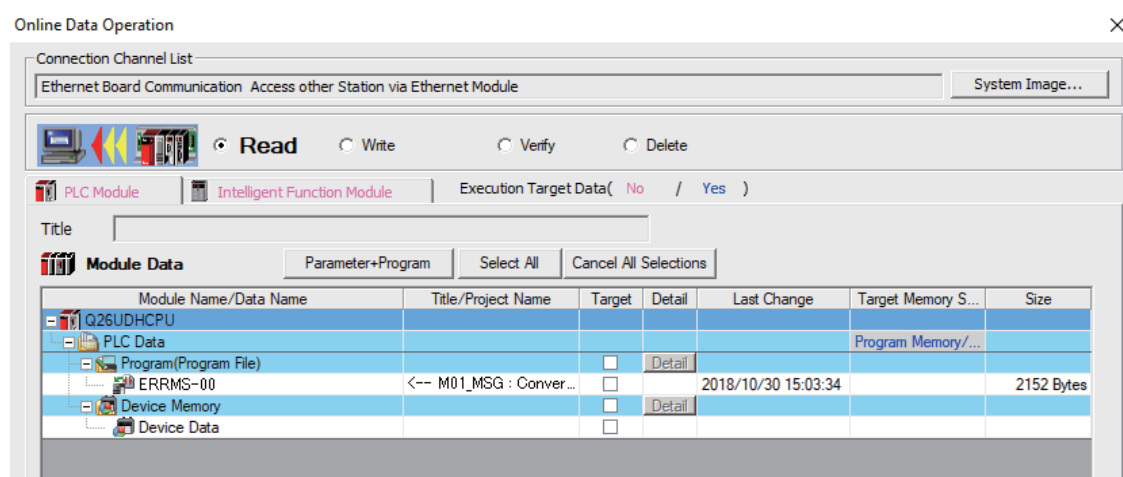 Online Data Operation
Connection Channel List
Ethernet Board Communication Access other Station via Ethernet Module
System Image...
Read Write Verify Delete
PLC Module Intelligent Function Module Execution Target Data( No / Yes )
Title
Module Data Parameter+Program Select All Cancel All Selections
Module Name/Data Name Title/Project Name Target Detail Last Change Target Memory S... Size
Q26UDHCPU
PLC Data Program Memory/...
Program(Program File) Detail
ERRMS-00 <-- M01_MSG : Conver... 2018/10/30 15:03:34 2152 Bytes
Device Memory Detail
Device Data